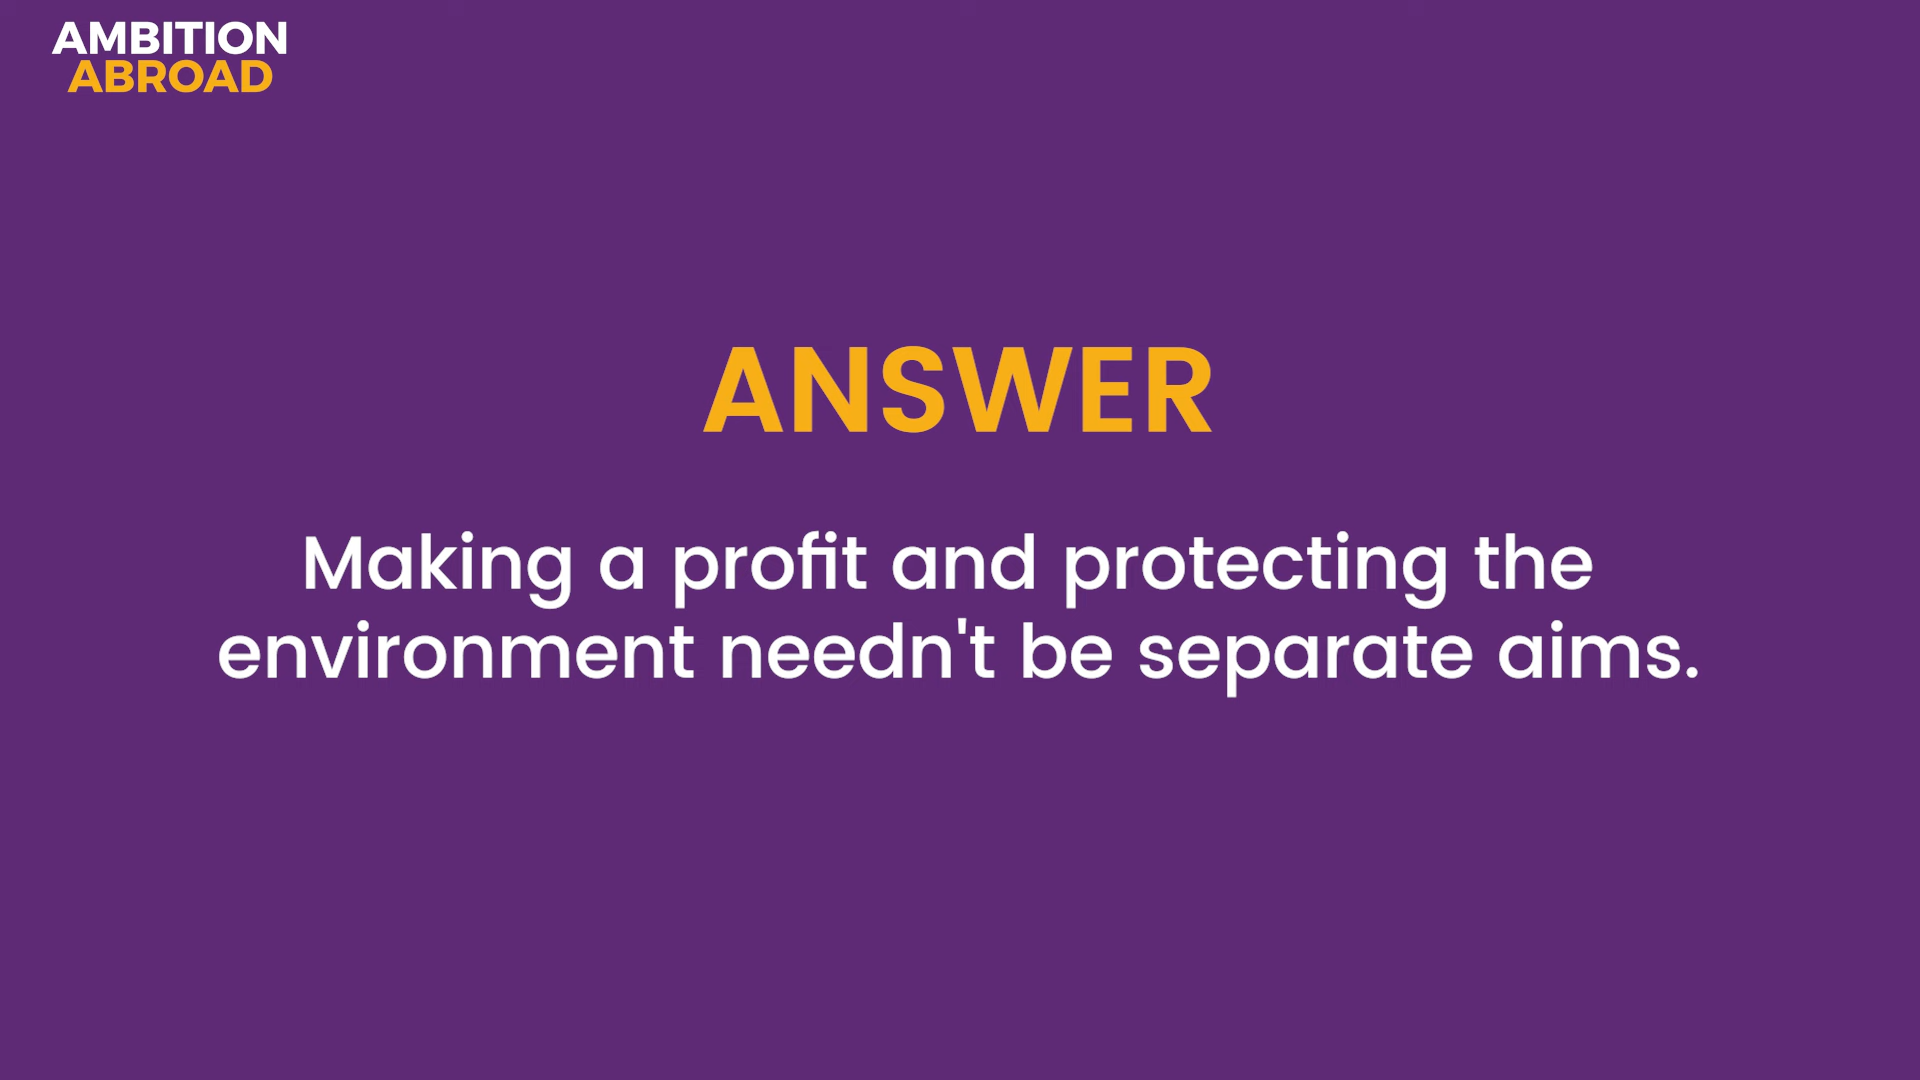 AMBITION
ABROAD
ANSWER
Making a profit and protecting the
environment needn't be separate aims.